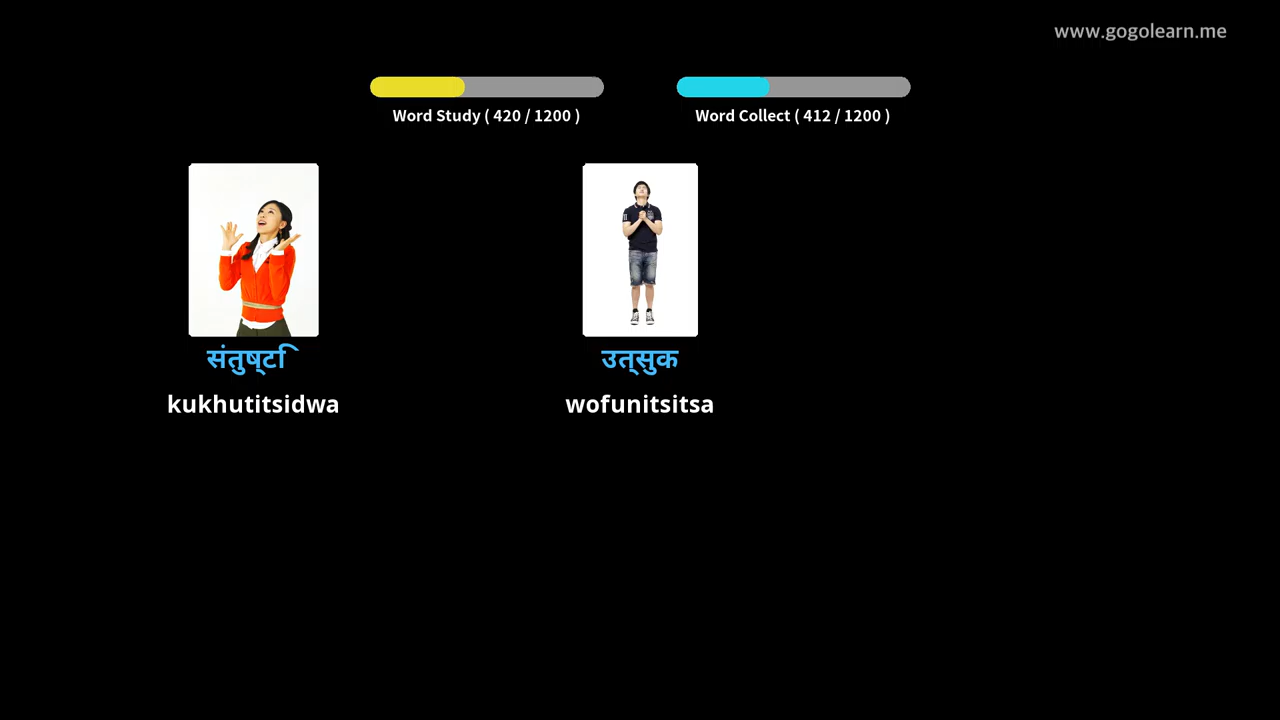 www.gogolearn.me
Word Study ( 420 / 1200 )
Word Collect ( 412 / 1200 )
संतुष्टि
उत्सुक
kukhutitsidwa
wofunitsitsa